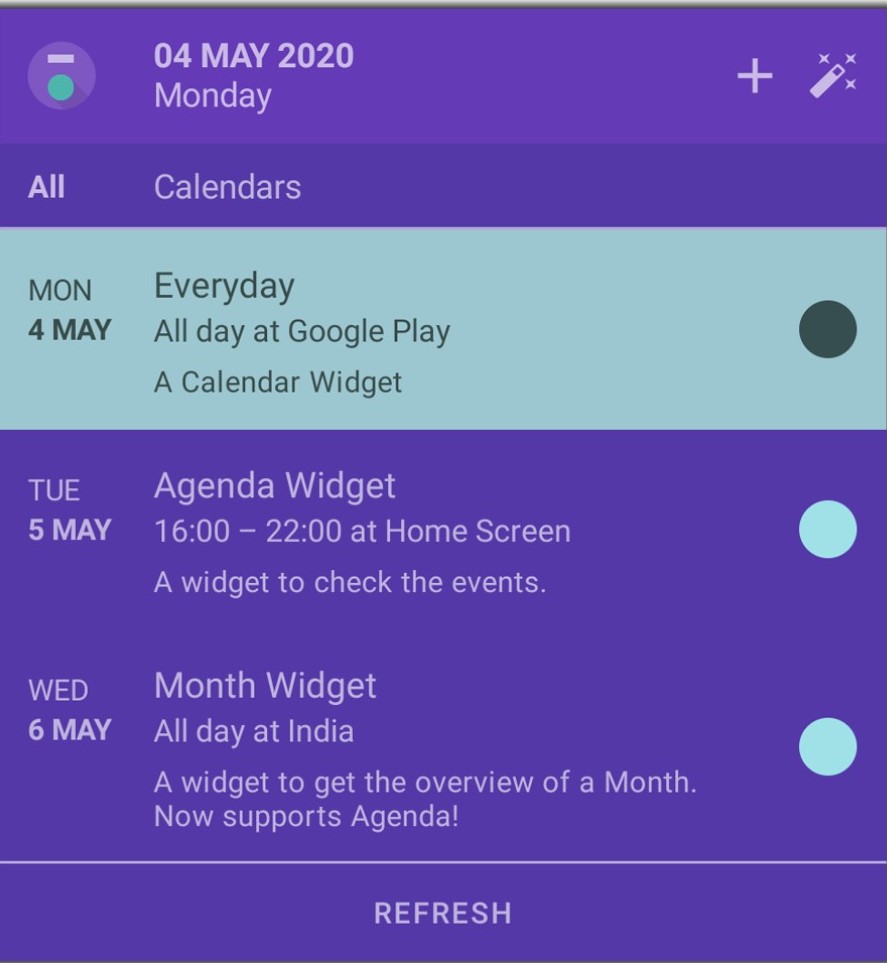 04 MAY 2020
Monday
All Calendars
MON
4 MAY
Everyday
All day at Google Play
A Calendar Widget
TUE
5 MAY
Agenda Widget
16:00 – 22:00 at Home Screen
A widget to check the events.
WED
6 MAY
Month Widget
All day at India
A widget to get the overview of a Month.
Now supports Agenda!
REFRESH